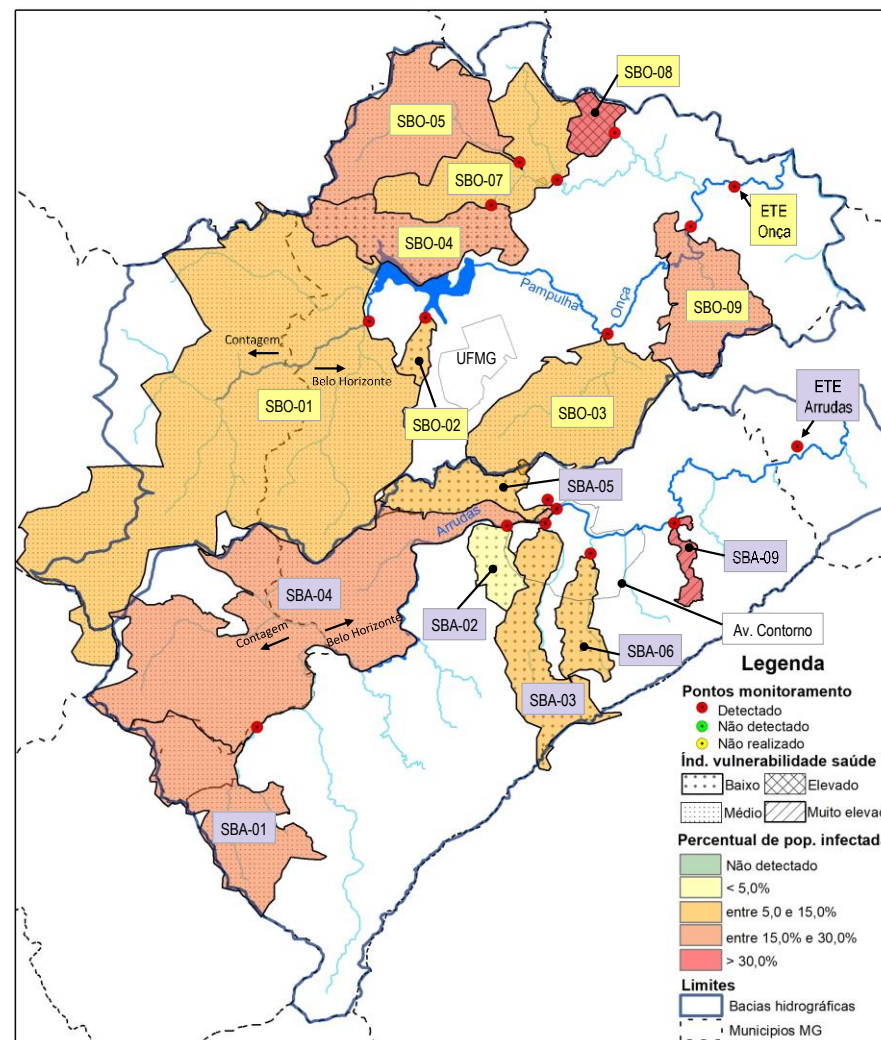 SBO-08
SBO-05
SBO-07
ETE
Onça
SBO-04
Pampulha
Onça
SBO-09
Contagem
UFMG
Belo Horizonte
ETE
Arrudas
SBO-01
SBO-02
SBO-03
SBA-05
Arrudas
SBA-09
SBA-04
SBA-02
Contagem
Belo Horizonte
Av. Contorno
SBA-06
SBA-03
SBA-01
Legenda
Pontos monitoramento
Detectado
Não detectado
Não realizado
Índ. vulnerabilidade saúde
Baixo Elevado
Médio Muito elevad
Percentual de pop. infectada
Não detectado
< 5,0%
entre 5,0 e 15,0%
entre 15,0% e 30,0%
> 30,0%
Limites
Bacias hidrográficas
Municipios MG